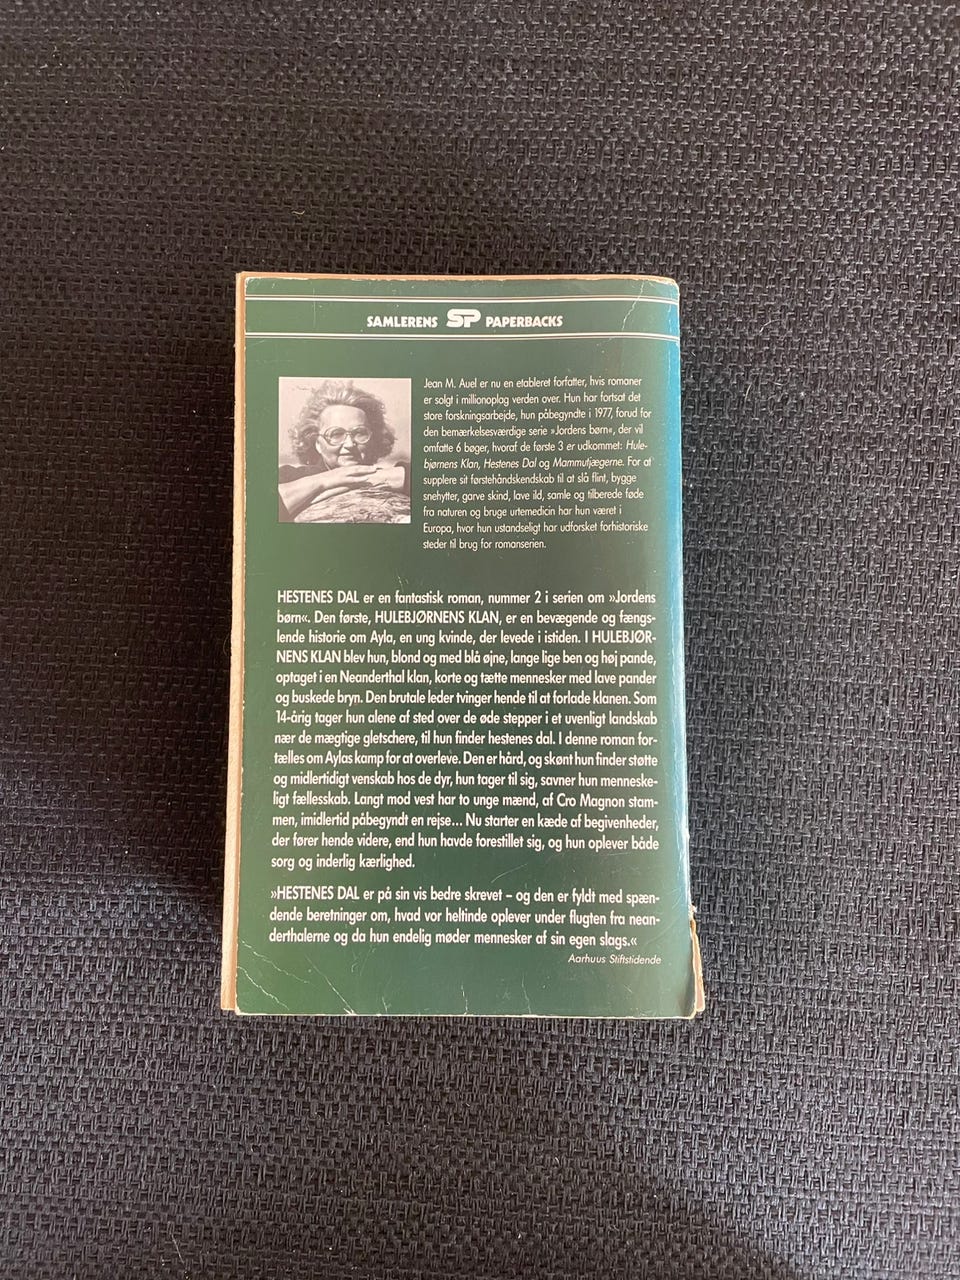 SAMLERENS SP PAPERBACKS
Jean M. Auel er nu en etableret forfatter, hvis romaner
er solgt i millionoplag verden over. Hun har fortsat det
store forskningsarbejde, hun påbegyndte i 1977, forud for
den bemærkelsesværdige serie »Jordens børn«, der vil
omfatte 6 bøger, hvoraf de første 3 er udkommet: Hule-
bjørnens Klan, Hestenes Dal og Mammutjægerne. For at
supplere sit førstehåndskendskab til at slå flint, bygge
snehytter, garve skind, lave ild, samle og tilberede føde
fra naturen og bruge urtemedicin har hun været i
Europa, hvor hun ustandseligt har udforsket forhistoriske
steder til brug for romanserien.
HESTENES DAL er en fantastisk roman, nummer 2 i serien om »Jordens
børn«. Den første, HULEBJØRNENS KLAN, er en bevægende og fængs-
lende historie om Ayla, en ung kvinde, der levede i istiden. I HULEBJØR-
NENS KLAN blev hun, blond og med blå øjne, lange lige ben og høj pande,
optaget i en Neanderthal klan, korte og tætte mennesker med lave pander
og buskede bryn. Den brutale leder tvinger hende til at forlade klanen. Som
14-årig tager hun alene af sted over de øde stepper i et uvenligt landskab
nær de mægtige gletschere, til hun finder hestenes dal. I denne roman for-
tælles om Aylas kamp for at overleve. Den er hård, og skønt hun finder støtte
og midlertidigt venskab hos de dyr, hun tager til sig, savner hun menneske-
ligt fællesskab. Langt mod vest har to unge mænd, af Cro Magnon stam-
men, imidlertid påbegyndt en rejse... Nu starter en kæde af begivenheder,
der fører hende videre, end hun havde forestillet sig, og hun oplever både
sorg og inderlig kærlighed.
»HESTENES DAL er på sin vis bedre skrevet – og den er fyldt med spæn-
dende beretninger om, hvad vor heltinde oplever under flugten fra nean-
derthalerne og da hun endelig møder mennesker af sin egen slags.«
Aarhuus Stiftstidende